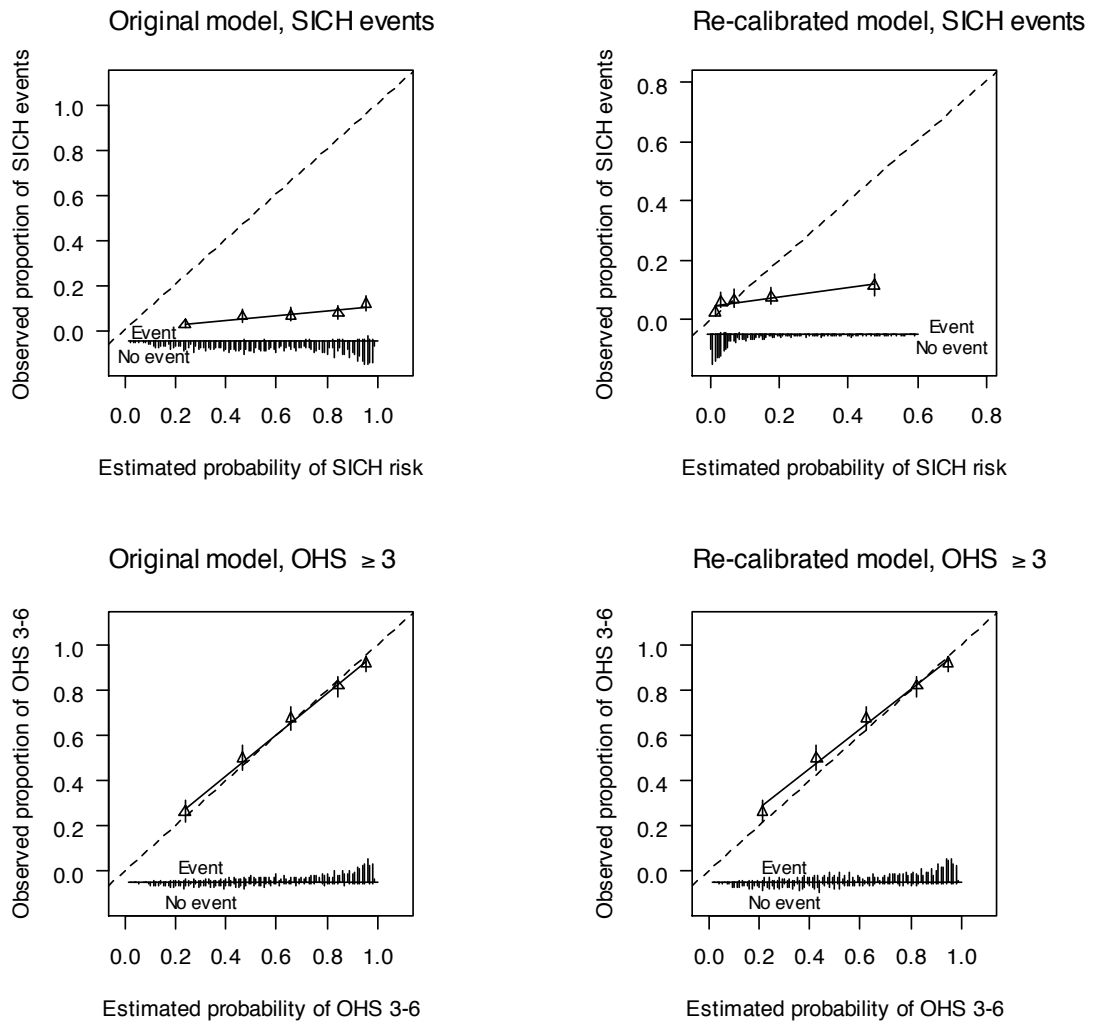 Original model, SICH events
Observed proportion of SICH events
1.0
0.8
0.6
0.4
0.2
0.0
Event
No event
0.0 0.2 0.4 0.6 0.8 1.0
Estimated probability of SICH risk
Re-calibrated model, SICH events
Observed proportion of SICH events
0.8
0.6
0.4
0.2
0.0
Event
No event
0.0 0.2 0.4 0.6 0.8
Estimated probability of SICH risk
Original model, OHS ≥ 3
Observed proportion of OHS 3-6
1.0
0.8
0.6
0.4
0.2
0.0
Event
No event
0.0 0.2 0.4 0.6 0.8 1.0
Estimated probability of OHS 3-6
Re-calibrated model, OHS ≥ 3
Observed proportion of OHS 3-6
1.0
0.8
0.6
0.4
0.2
0.0
Event
No event
0.0 0.2 0.4 0.6 0.8 1.0
Estimated probability of OHS 3-6